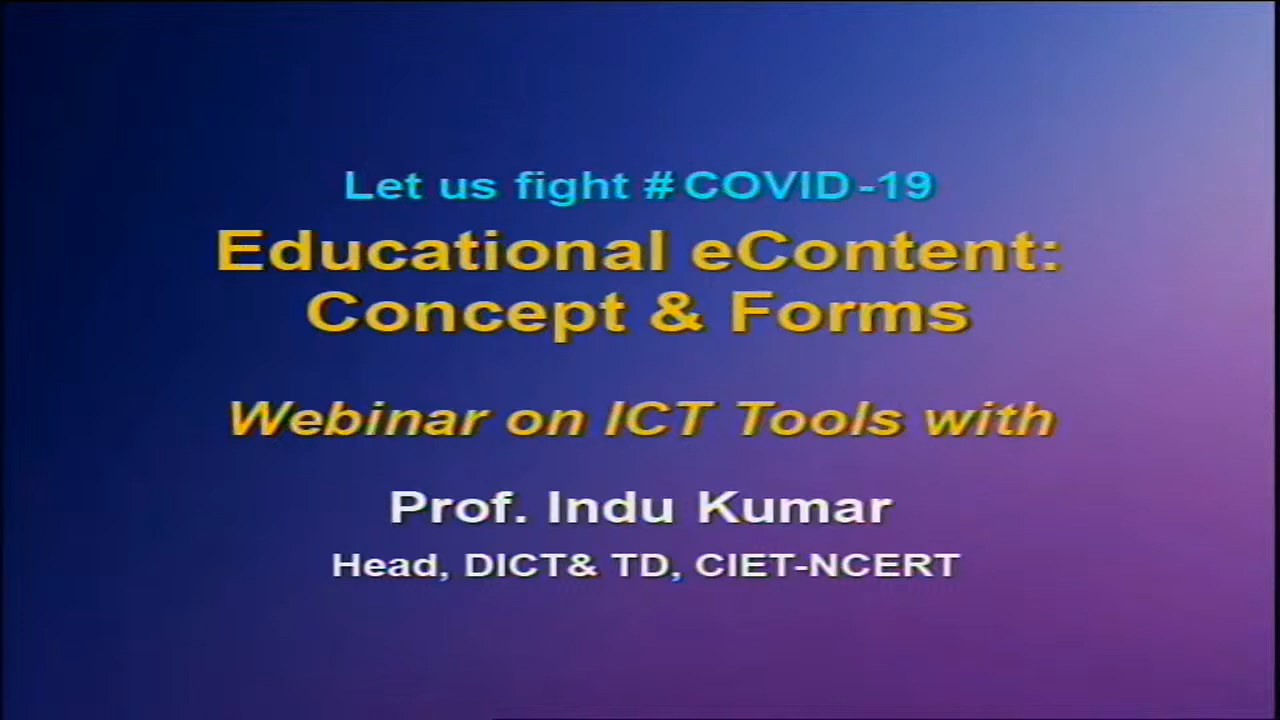 Let us fight #COVID-19
Educational eContent:
Concept & Forms
Webinar on ICT Tools with
Prof. Indu Kumar
Head, DICT& TD, CIET-NCERT